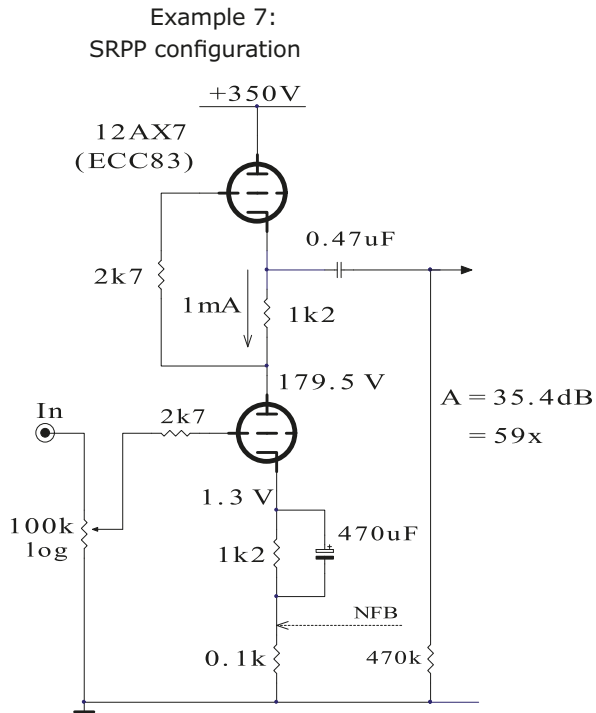 Example 7:
SRPP configuration
+350V
12AX7
(ECC83)
0.47uF
2k7
1mA
1k2
179.5 V
A = 35.4dB
= 59x
In
2k7
1.3 V
100k
log
470uF
1k2
+
NFB
0.1k
470k